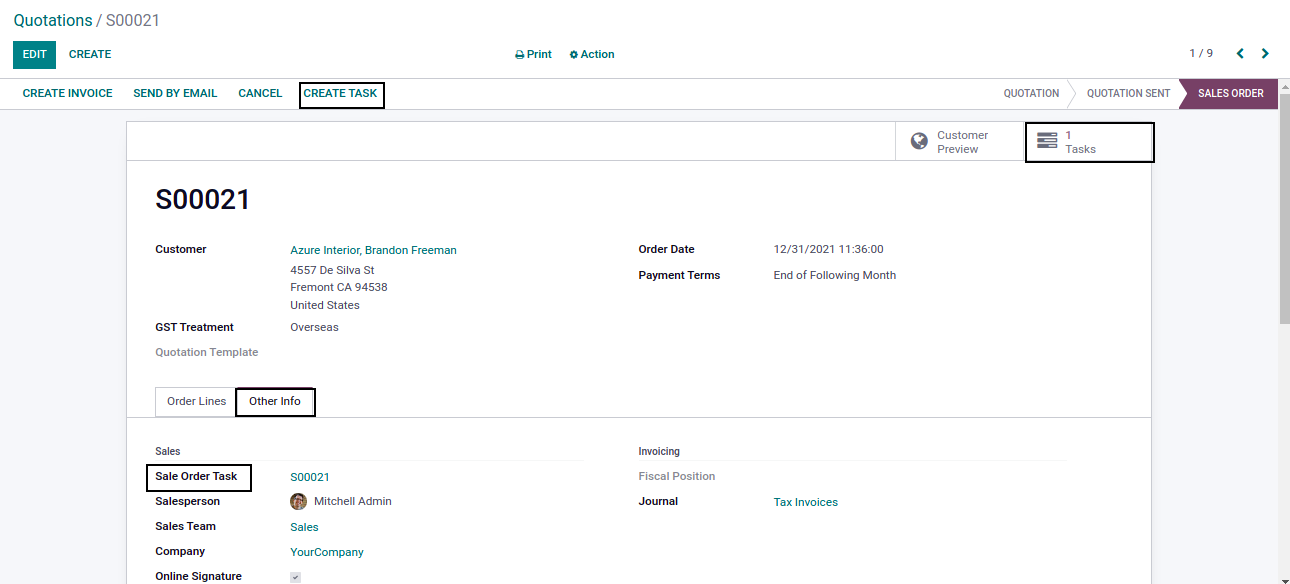 Quotations / S00021
EDIT CREATE Print Action 1 / 9
CREATE INVOICE SEND BY EMAIL CANCEL CREATE TASK QUOTATION QUOTATION SENT SALES ORDER
Customer
Preview
1
Tasks
S00021
Customer Azure Interior, Brandon Freeman
4557 De Silva St
Fremont CA 94538
United States
GST Treatment Overseas
Quotation Template
Order Date 12/31/2021 11:36:00
Payment Terms End of Following Month
Order Lines Other Info
Sales
Sale Order Task S00021
Salesperson Mitchell Admin
Sales Team Sales
Company YourCompany
Online Signature
Invoicing
Fiscal Position
Journal Tax Invoices